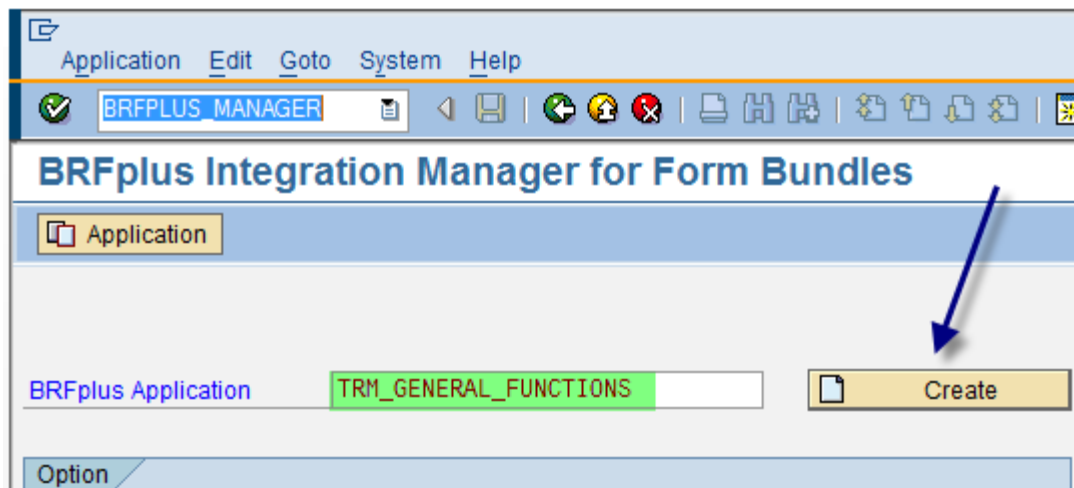 Application Edit Goto System Help
BRFPLUS_MANAGER
BRFplus Integration Manager for Form Bundles
Application
BRFplus Application TRM_GENERAL_FUNCTIONS Create
Option